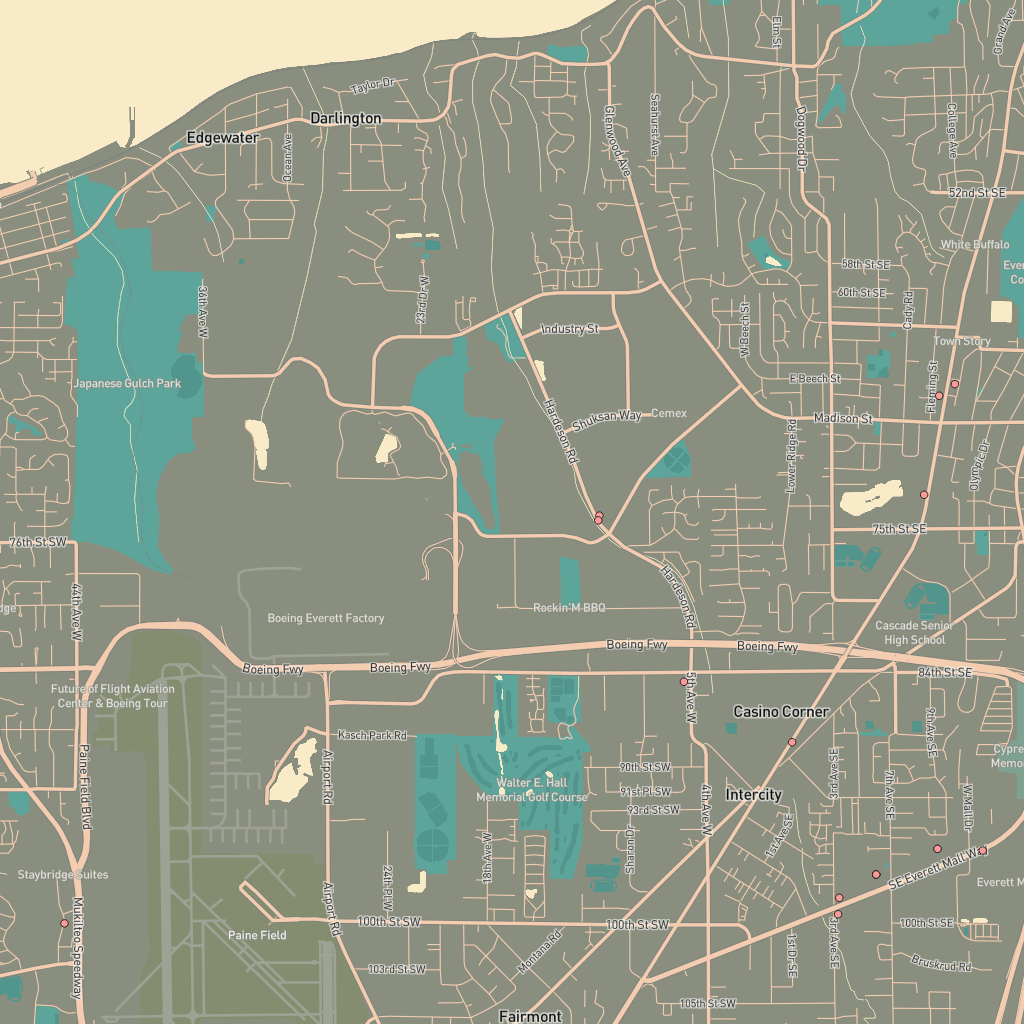 Elm St
Grand Ave
Taylor Dr
Darlington
Edgewater
Ocean Ave
Glenwood Ave
Seahurst Ave
Dogwood Dr
College Ave
52nd St SE
White Buffalo
58th St SE
Ever
Co
60th St SE
36th Ave W
23rd Dr W
Cady Rd
W Beech St
Industry St
Town Story
Japanese Gulch Park
E Beech St
Fleming St
Hardeson Rd
Shuksan Way
Cemex
Madison St
Lower Ridge Rd
Olympic Dr
75th St SE
76th St SW
44th Ave W
dge
Rockin'M BBQ
Hardeson Rd
Boeing Everett Factory
Cascade Senior
High School
Boeing Fwy
Boeing Fwy
Boeing Fwy
Boeing Fwy
84th St SE
Future of Flight Aviation
Center & Boeing Tour
5th Ave W
Casino Corner
9th Ave SE
Kasch Park Rd
Paine Field Blvd
Airport Rd
90th St SW
3rd Ave SE
7th Ave SE
Cypre
Memor
Walter E. Hall
Memorial Golf Course
91st Pl SW
93rd St SW
4th Ave W
Intercity
W Mall Dr
1st Ave SE
Sharon Dr
18th Ave W
Staybridge Suites
24th Pl W
SE Everett Mall Way
Everett M
Mukilteo Speedway
Airport Rd
100th St SW
100th St SW
100th St SE
Paine Field
Montana Rd
1st Dr SE
3rd Ave SE
Bruskrud Rd
103rd St SW
105th St SW
Fairmont